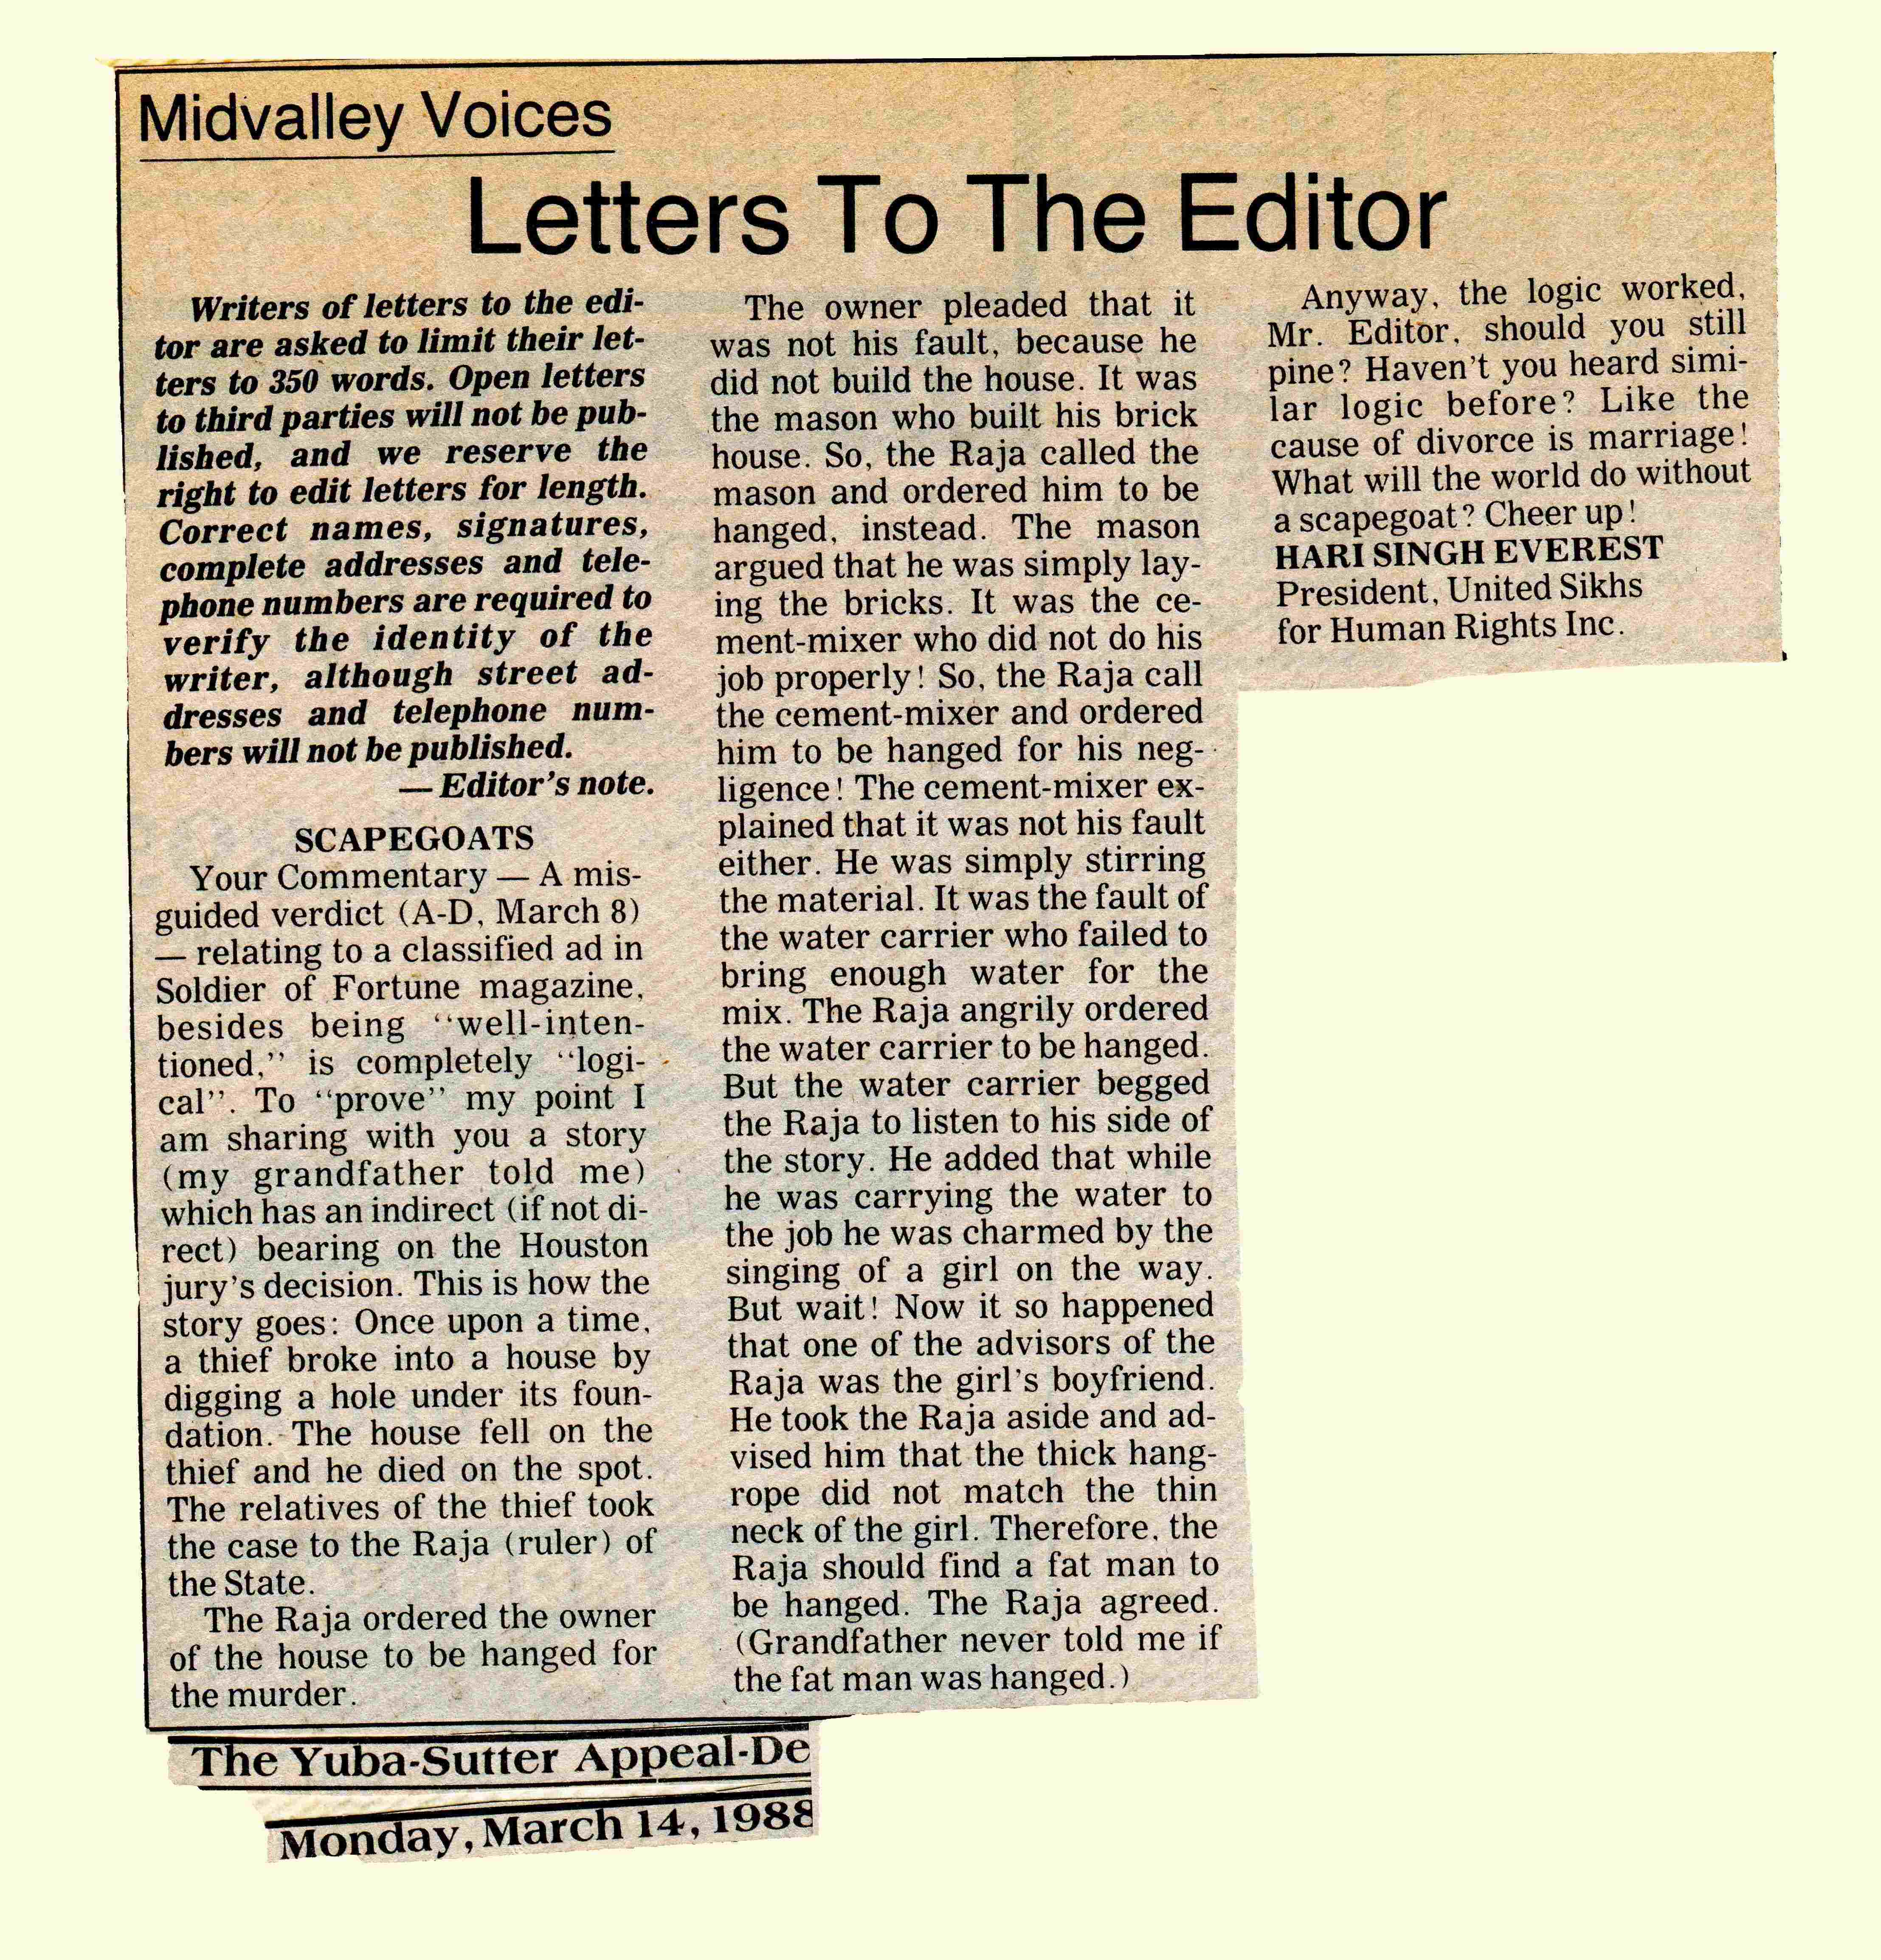 Midvalley Voices
Letters To The Editor
Writers of letters to the edi-
tor are asked to limit their let-
ters to 350 words. Open letters
to third parties will not be pub-
lished, and we reserve the
right to edit letters for length.
Correct names, signatures,
complete addresses and tele-
phone numbers are required to
verify the identity of the
writer, although street ad-
dresses and telephone num-
bers will not be published.
— Editor's note.
SCAPEGOATS
Your Commentary — A mis-
guided verdict (A-D, March 8)
— relating to a classified ad in
Soldier of Fortune magazine,
besides being "well-inten-
tioned," is completely "logi-
cal". To "prove" my point I
am sharing with you a story
(my grandfather told me)
which has an indirect (if not di-
rect) bearing on the Houston
jury's decision. This is how the
story goes: Once upon a time,
a thief broke into a house by
digging a hole under its foun-
dation. The house fell on the
thief and he died on the spot.
The relatives of the thief took
the case to the Raja (ruler) of
the State.
The Raja ordered the owner
of the house to be hanged for
the murder.
The owner pleaded that it
was not his fault, because he
did not build the house. It was
the mason who built his brick
house. So, the Raja called the
mason and ordered him to be
hanged, instead. The mason
argued that he was simply lay-
ing the bricks. It was the ce-
ment-mixer who did not do his
job properly! So, the Raja call
the cement-mixer and ordered
him to be hanged for his neg-
ligence! The cement-mixer ex-
plained that it was not his fault
either. He was simply stirring
the material. It was the fault of
the water carrier who failed to
bring enough water for the
mix. The Raja angrily ordered
the water carrier to be hanged.
But the water carrier begged
the Raja to listen to his side of
the story. He added that while
he was carrying the water to
the job he was charmed by the
singing of a girl on the way.
But wait! Now it so happened
that one of the advisors of the
Raja was the girl's boyfriend.
He took the Raja aside and ad-
vised him that the thick hang-
rope did not match the thin
neck of the girl. Therefore, the
Raja should find a fat man to
be hanged. The Raja agreed.
(Grandfather never told me if
the fat man was hanged.)
Anyway, the logic worked,
Mr. Editor, should you still
pine? Haven't you heard simi-
lar logic before? Like the
cause of divorce is marriage!
What will the world do without
a scapegoat? Cheer up!
HARI SINGH EVEREST
President, United Sikhs
for Human Rights Inc.
The Yuba-Sutter Appeal-De
Monday, March 14, 1988